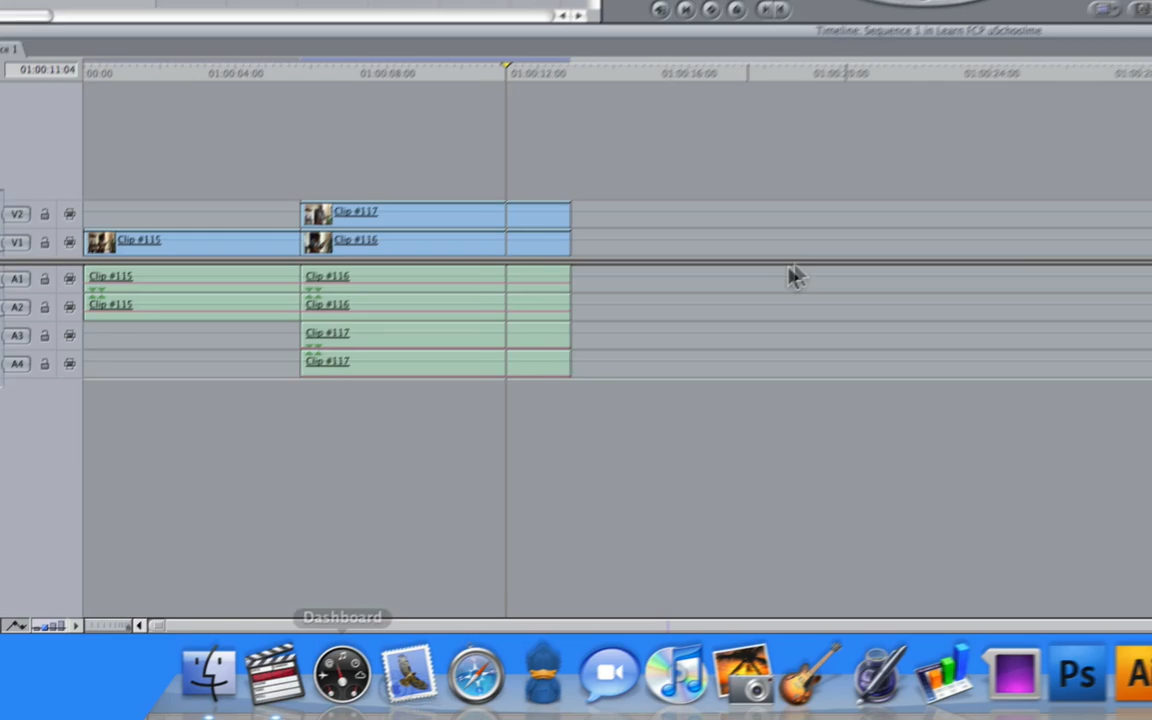 Timeline: Sequence 1 in Learn FCP uSchoolme
ce 1
01:00:11:04
00:00 01:00:04:00 01:00:08:00 01:00:12:00 01:00:16:00 01:00:20:00 01:00:24:00
V2 Clip #117
V1 Clip #115 Clip #116
A1 Clip #115 Clip #116
A2 Clip #115 Clip #116
A3 Clip #117
A4 Clip #117
Dashboard
Ps